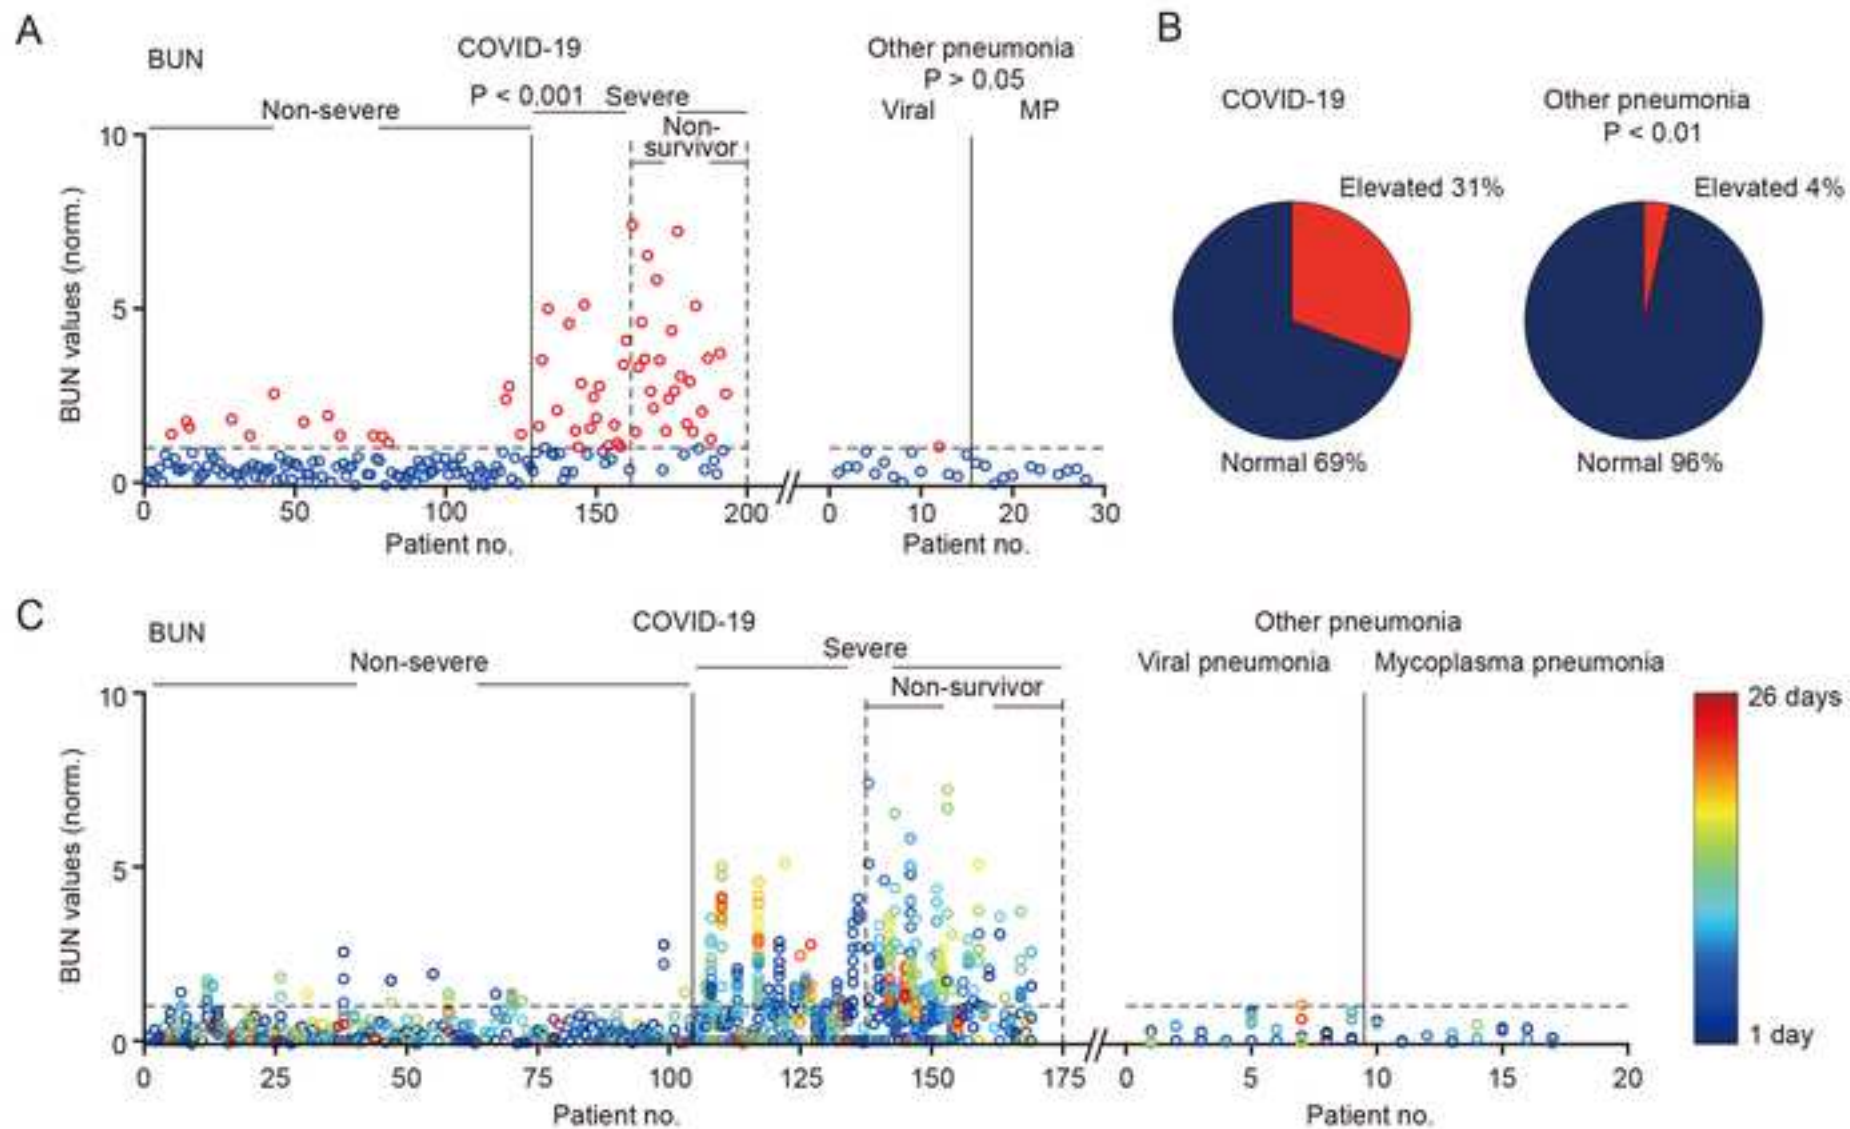 A
BUN
COVID-19
P < 0.001
Non-severe
Severe
Non-
survivor
Other pneumonia
P > 0.05
Viral
MP
BUN values (norm.)
10
5
0
0 50 100 150 200
Patient no.
0 10 20 30
Patient no.
B
COVID-19
Elevated 31%
Normal 69%
Other pneumonia
P < 0.01
Elevated 4%
Normal 96%
C
BUN
COVID-19
Non-severe
Severe
Non-survivor
Other pneumonia
Viral pneumonia
Mycoplasma pneumonia
BUN values (norm.)
10
5
0
0 25 50 75 100 125 150 175
Patient no.
0 5 10 15 20
Patient no.
26 days
1 day